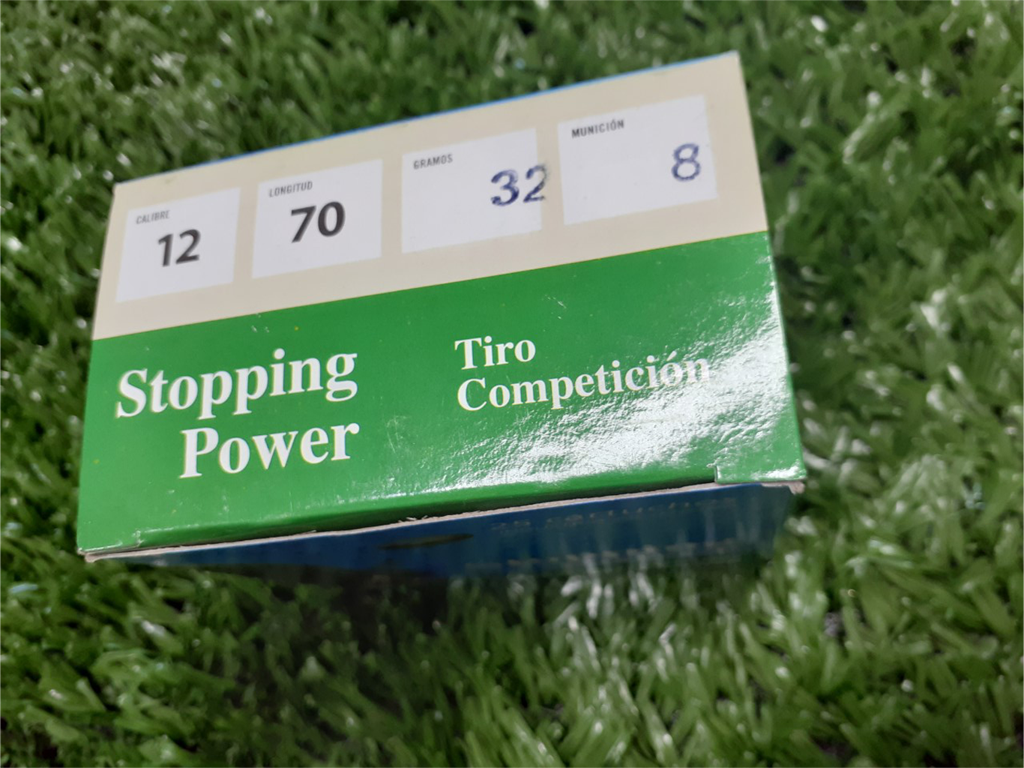 CALIBRE
12
LONGITUD
70
GRAMOS
32
MUNICIÓN
8
Stopping
Power
Tiro
Competición